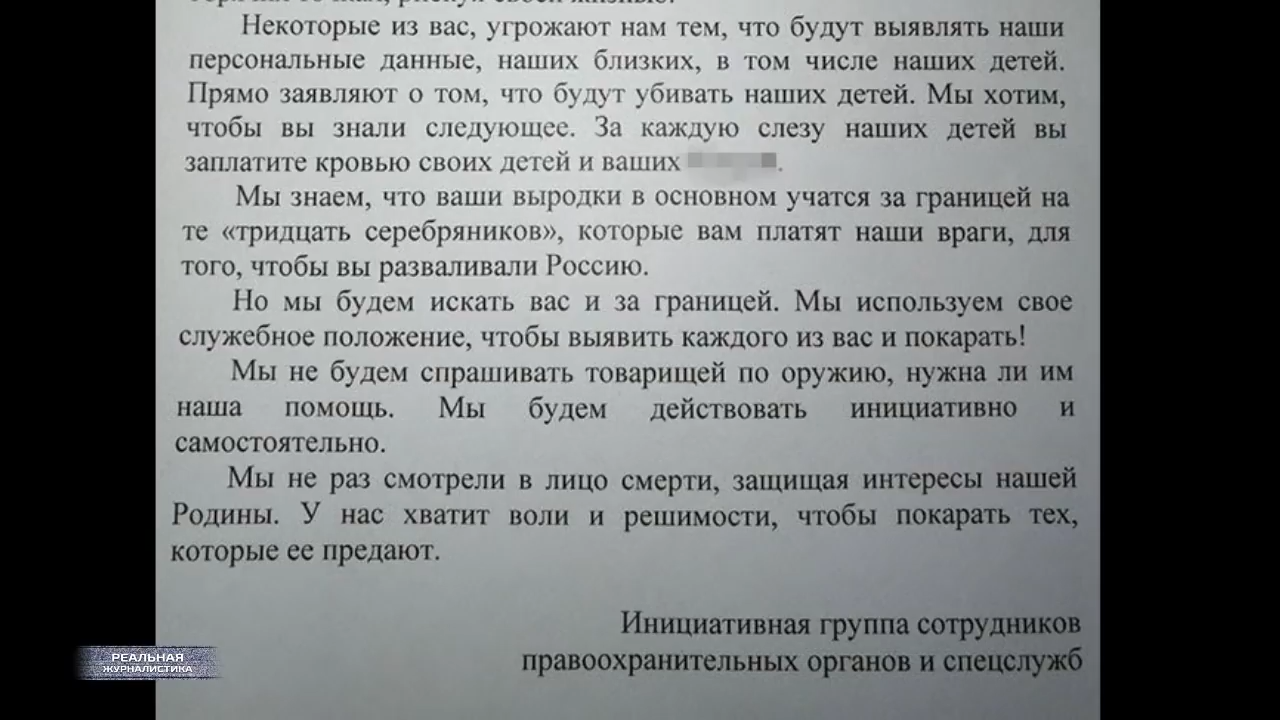 горячим точкам, рискуя своей жизнью.
Некоторые из вас, угрожают нам тем, что будут выявлять наши
персональные данные, наших близких, в том числе наших детей.
Прямо заявляют о том, что будут убивать наших детей. Мы хотим,
чтобы вы знали следующее. За каждую слезу наших детей вы
заплатите кровью своих детей и ваших
Мы знаем, что ваши выродки в основном учатся за границей на
те «тридцать серебряников», которые вам платят наши враги, для
того, чтобы вы разваливали Россию.
Но мы будем искать вас и за границей. Мы используем свое
служебное положение, чтобы выявить каждого из вас и покарать!
Мы не будем спрашивать товарищей по оружию, нужна ли им
наша помощь. Мы будем действовать инициативно и
самостоятельно.
Мы не раз смотрели в лицо смерти, защищая интересы нашей
Родины. У нас хватит воли и решимости, чтобы покарать тех,
которые ее предают.
Инициативная группа сотрудников
правоохранительных органов и спецслужб
РЕАЛЬНАЯ
ЖУРНАЛИСТИКА